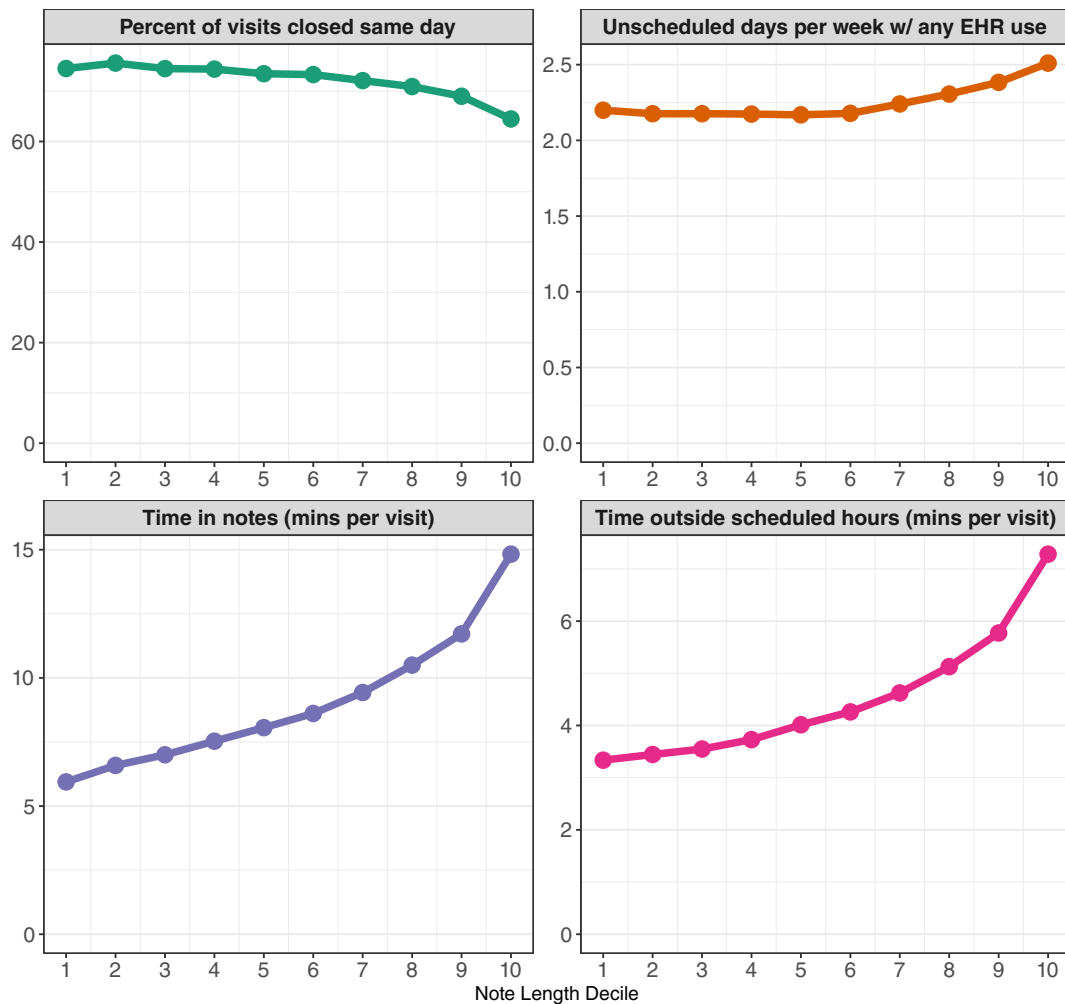 Percent of visits closed same day
Unscheduled days per week w/ any EHR use
60
40
20
0
1 2 3 4 5 6 7 8 9 10
2.5
2.0
1.5
1.0
0.5
0.0
1 2 3 4 5 6 7 8 9 10
Time in notes (mins per visit)
Time outside scheduled hours (mins per visit)
15
10
5
0
1 2 3 4 5 6 7 8 9 10
6
4
2
0
1 2 3 4 5 6 7 8 9 10
Note Length Decile